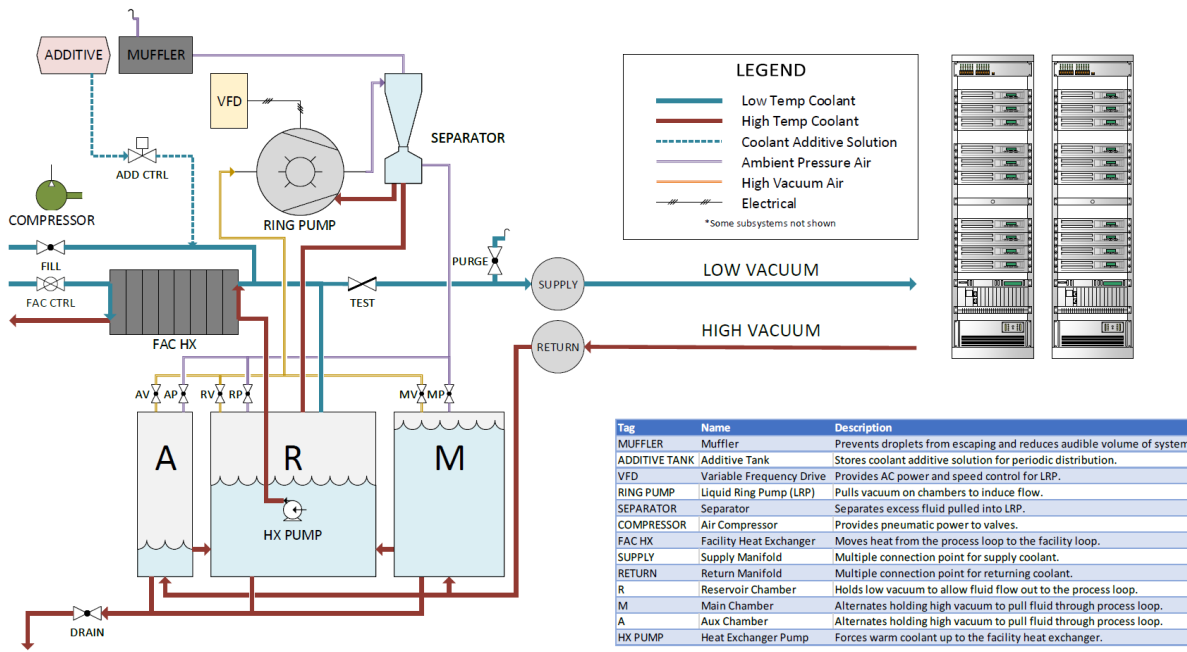 ADDITIVE
MUFFLER
VFD
SEPARATOR
ADD CTRL
COMPRESSOR
RING PUMP
FILL
FAC CTRL
FAC HX
TEST
PURGE
SUPPLY
RETURN
LOW VACUUM
HIGH VACUUM
LEGEND
Low Temp Coolant
High Temp Coolant
Coolant Additive Solution
Ambient Pressure Air
High Vacuum Air
Electrical
*Some subsystems not shown
AV AP RV RP MV MP
A R M
HX PUMP
DRAIN
Tag Name Description
MUFFLER Muffler Prevents droplets from escaping and reduces audible volume of system
ADDITIVE TANK Additive Tank Stores coolant additive solution for periodic distribution.
VFD Variable Frequency Drive Provides AC power and speed control for LRP.
RING PUMP Liquid Ring Pump (LRP) Pulls vacuum on chambers to induce flow.
SEPARATOR Separator Separates excess fluid pulled into LRP.
COMPRESSOR Air Compressor Provides pneumatic power to valves.
FAC HX Facility Heat Exchanger Moves heat from the process loop to the facility loop.
SUPPLY Supply Manifold Multiple connection point for supply coolant.
RETURN Return Manifold Multiple connection point for returning coolant.
R Reservoir Chamber Holds low vacuum to allow fluid flow out to the process loop.
M Main Chamber Alternates holding high vacuum to pull fluid through process loop.
A Aux Chamber Alternates holding high vacuum to pull fluid through process loop.
HX PUMP Heat Exchanger Pump Forces warm coolant up to the facility heat exchanger.